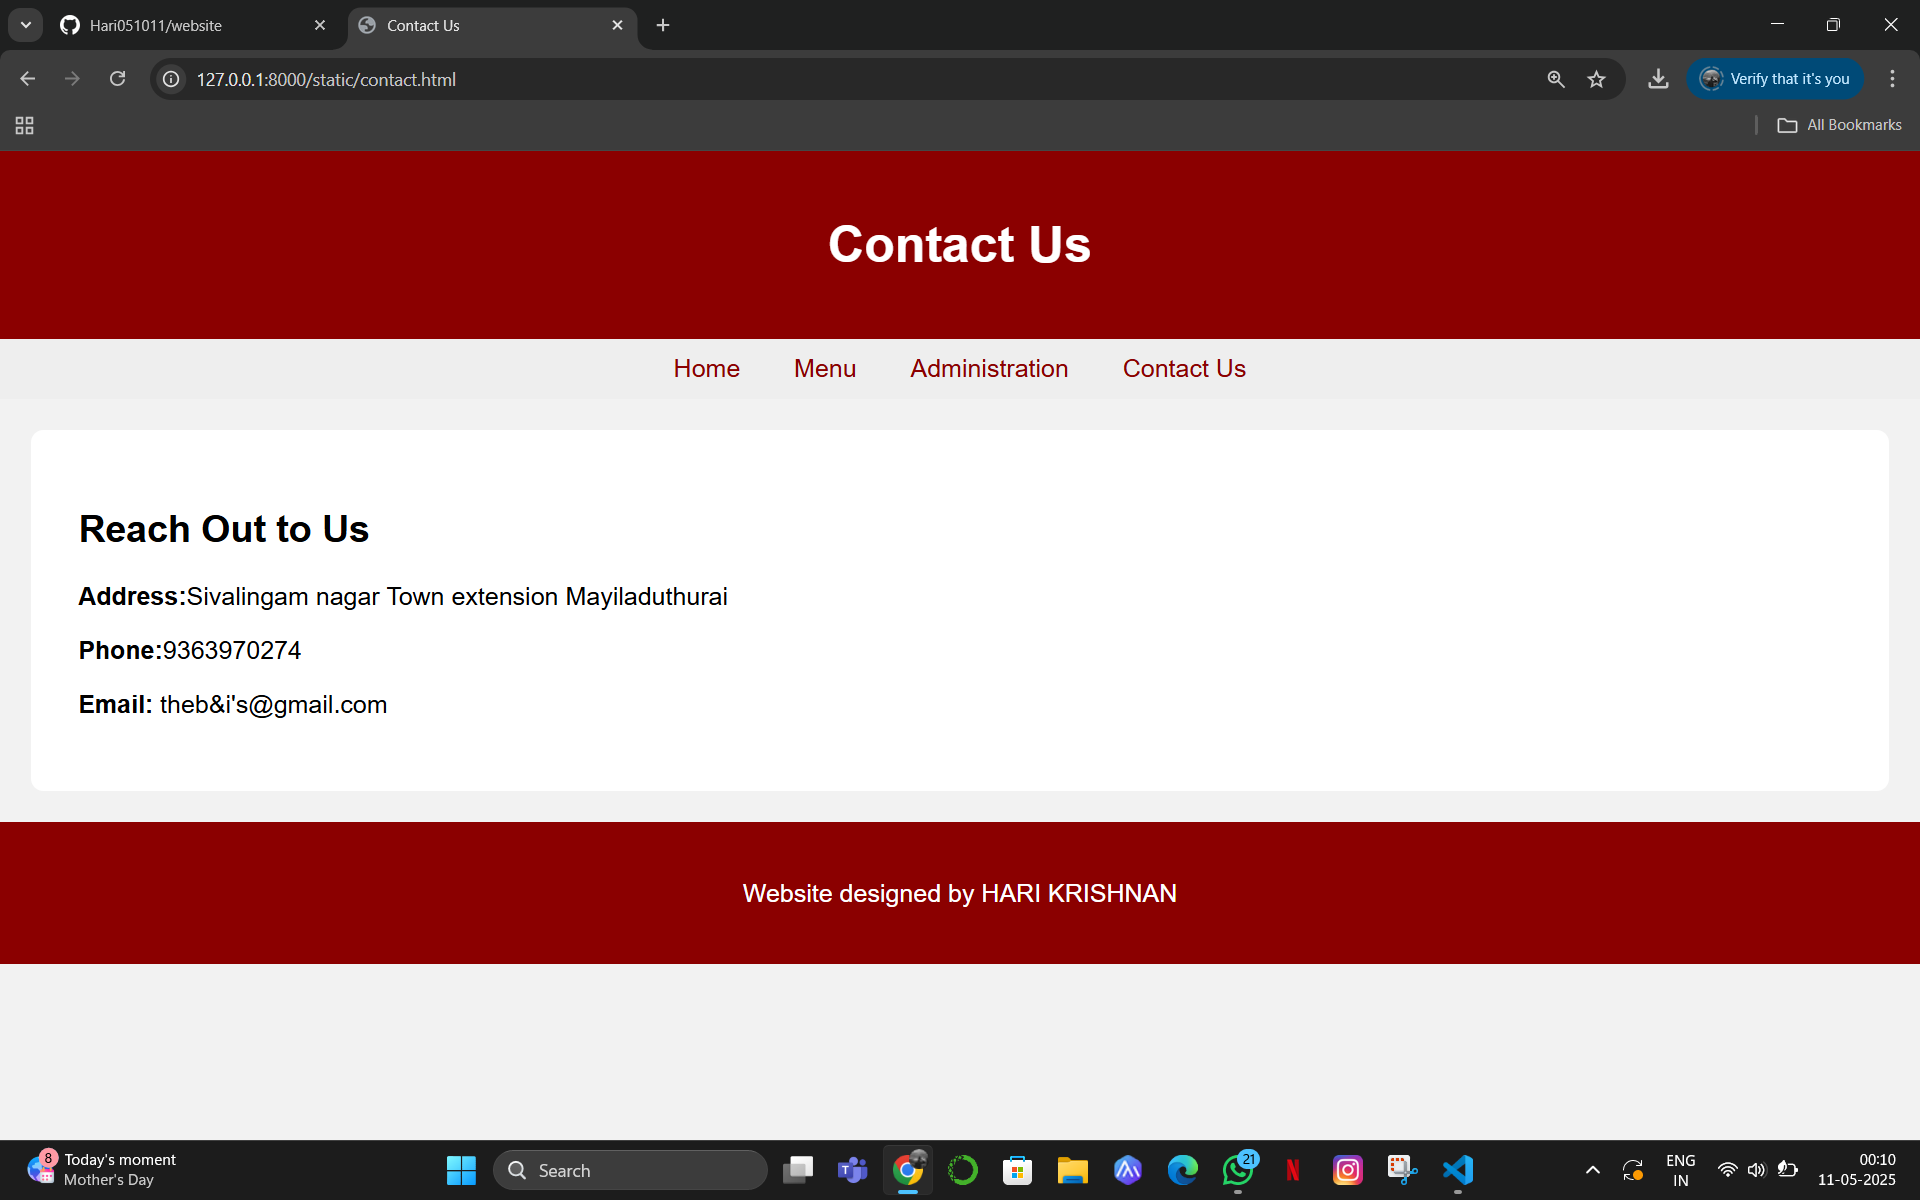 Hari051011/website
Contact Us
127.0.0.1:8000/static/contact.html
Verify that it's you
All Bookmarks
Contact Us
Home Menu Administration Contact Us
Reach Out to Us
Address:Sivalingam nagar Town extension Mayiladuthurai
Phone:9363970274
Email: theb&i's@gmail.com
Website designed by HARI KRISHNAN
8
Today's moment
Mother's Day
Search
21
ENG
IN
00:10
11-05-2025